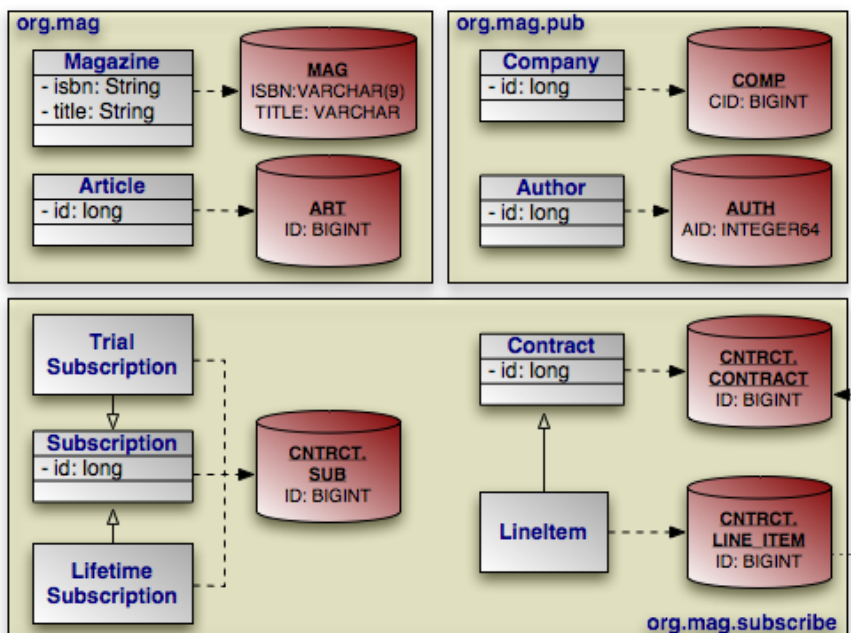 org.mag
Magazine
- isbn: String
- title: String
MAG
ISBN:VARCHAR(9)
TITLE: VARCHAR
Article
- id: long
ART
ID: BIGINT
org.mag.pub
Company
- id: long
COMP
CID: BIGINT
Author
- id: long
AUTH
AID: INTEGER64
Trial
Subscription
Subscription
- id: long
Lifetime
Subscription
CNTRCT.
SUB
ID: BIGINT
Contract
- id: long
CNTRCT.
CONTRACT
ID: BIGINT
LineItem
CNTRCT.
LINE_ITEM
ID: BIGINT
org.mag.subscribe